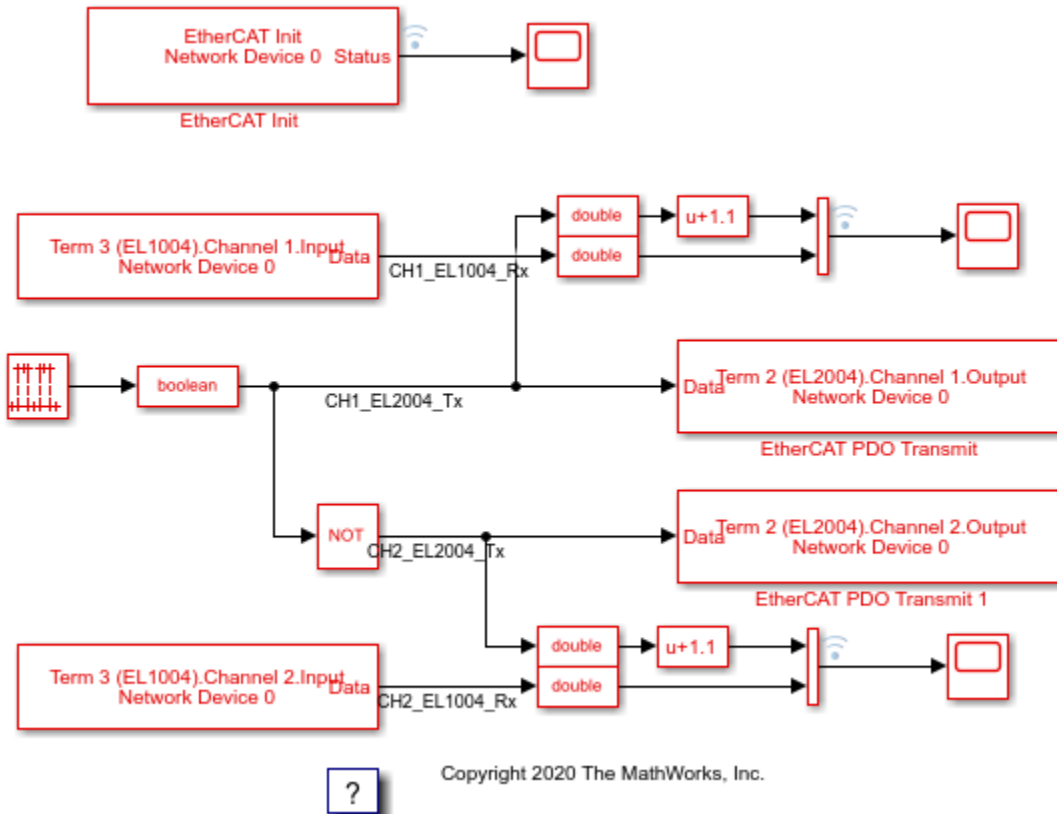 EtherCAT Init
Network Device 0 Status
EtherCAT Init
double
u+1.1
Term 3 (EL1004).Channel 1.Input
Data
Network Device 0
double
CH1_EL1004_Rx
boolean
CH1_EL2004_Tx
Data
Term 2 (EL2004).Channel 1.Output
Network Device 0
EtherCAT PDO Transmit
NOT
CH2_EL2004_Tx
Data
Term 2 (EL2004).Channel 2.Output
Network Device 0
EtherCAT PDO Transmit 1
double
u+1.1
Term 3 (EL1004).Channel 2.Input
Data
Network Device 0
double
CH2_EL1004_Rx
?
Copyright 2020 The MathWorks, Inc.